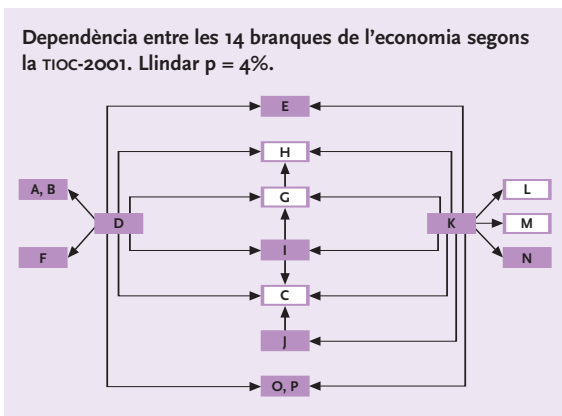 Dependència entre les 14 branques de l’economia segons
la TIOC-2001. Llindar p = 4%.
E
H
A, B
G
L
D
K
M
F
I
N
C
J
O, P